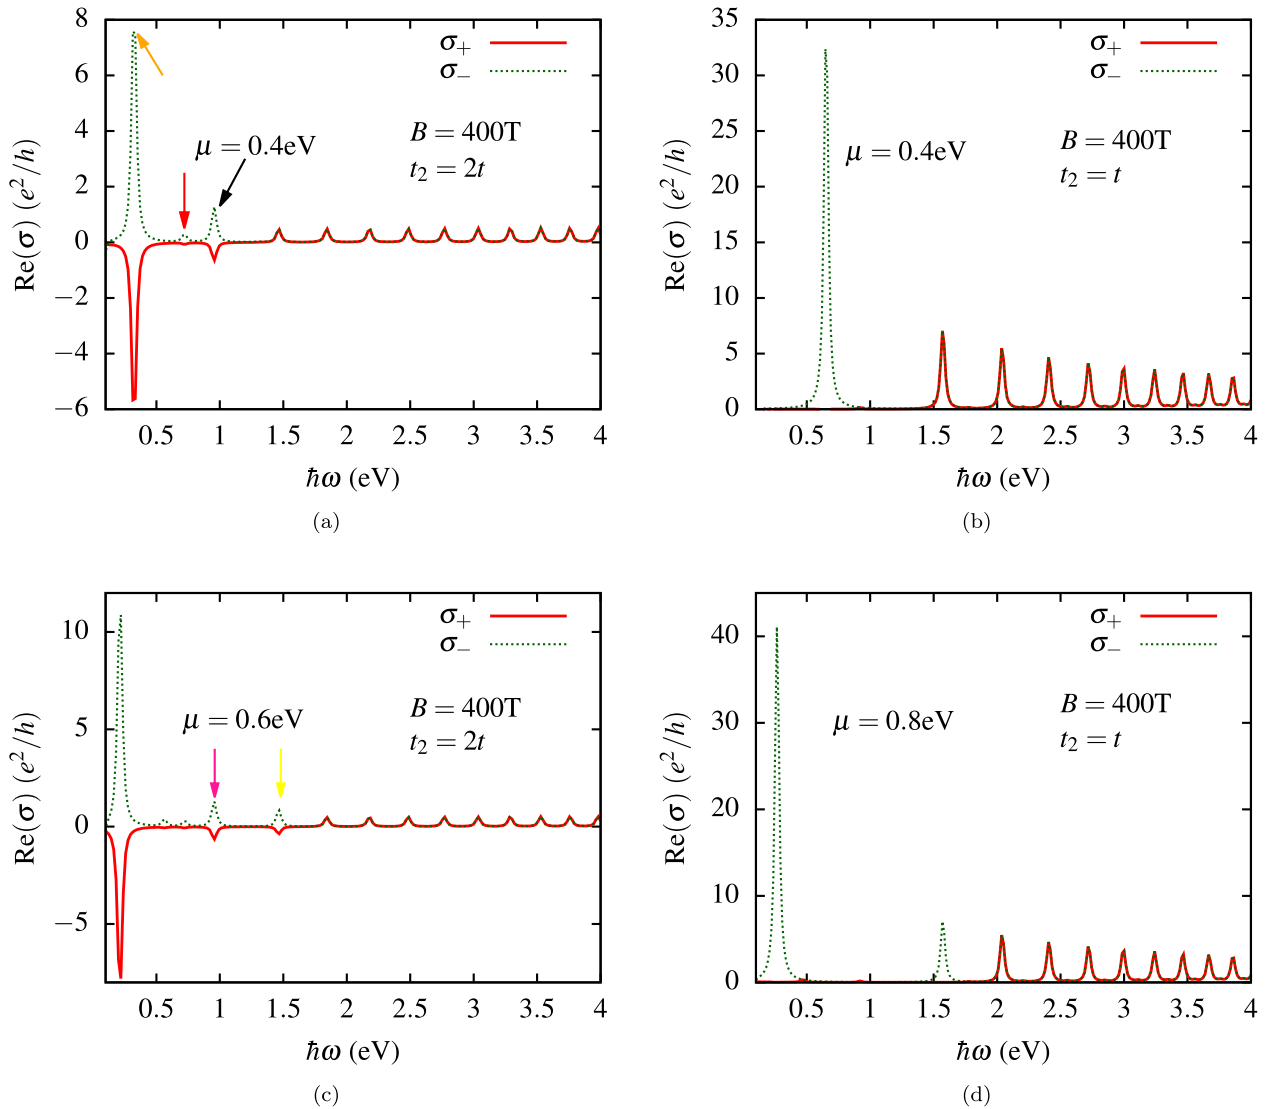 8
6
4
2
0
−2
−4
−6
Re(σ) (e²/h)
σ₊
σ₋
μ = 0.4eV
B = 400T
t₂ = 2t
0.5 1 1.5 2 2.5 3 3.5 4
ħω (eV)
(a)
35
30
25
20
15
10
5
0
Re(σ) (e²/h)
σ₊
σ₋
μ = 0.4eV
B = 400T
t₂ = t
0.5 1 1.5 2 2.5 3 3.5 4
ħω (eV)
(b)
10
5
0
−5
Re(σ) (e²/h)
σ₊
σ₋
μ = 0.6eV
B = 400T
t₂ = 2t
0.5 1 1.5 2 2.5 3 3.5 4
ħω (eV)
(c)
40
30
20
10
0
Re(σ) (e²/h)
σ₊
σ₋
μ = 0.8eV
B = 400T
t₂ = t
0.5 1 1.5 2 2.5 3 3.5 4
ħω (eV)
(d)